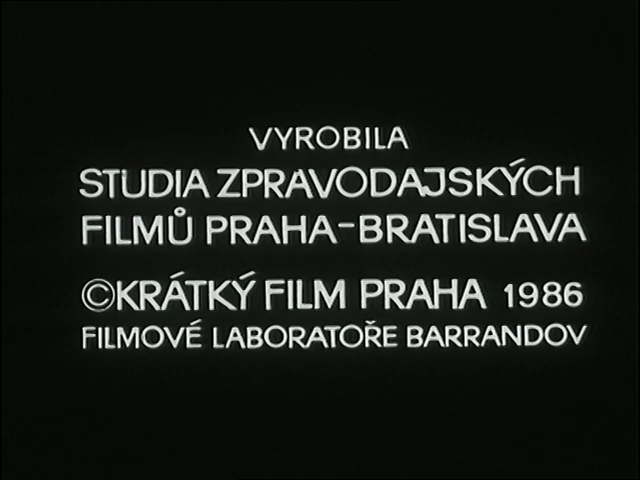 VYROBILA
STUDIA ZPRAVODAJSKÝCH
FILMŮ PRAHA-BRATISLAVA
©KRÁTKÝ FILM PRAHA 1986
FILMOVÉ LABORATOŘE BARRANDOV